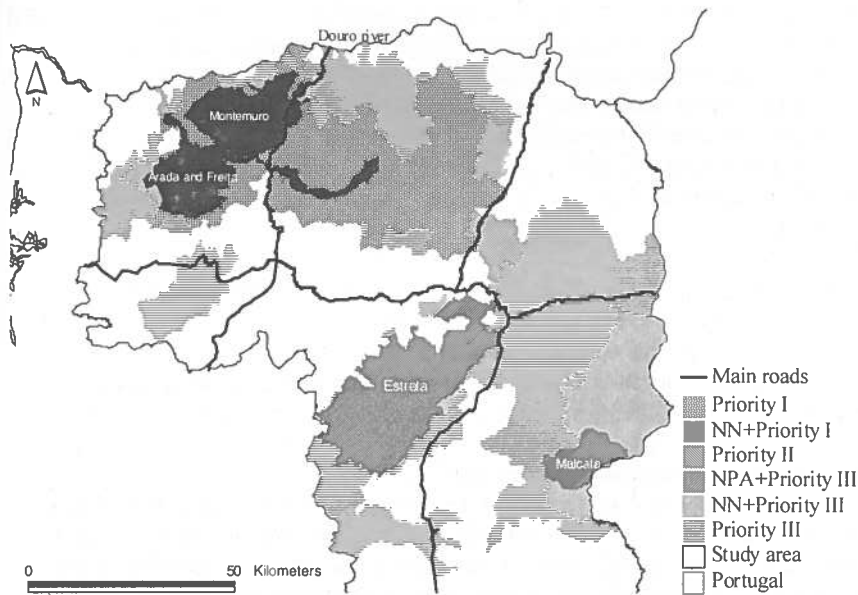 Douro river
N
Montemuro
Arada and Freita
Estrela
Malcata
Main roads
Priority I
NN+Priority I
Priority II
NPA+Priority III
NN+Priority III
Priority III
Study area
Portugal
0 50 Kilometers